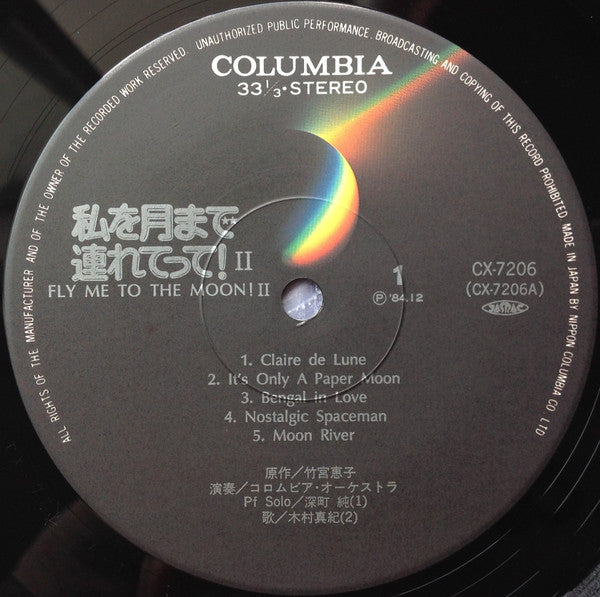 ALL RIGHTS OF THE MANUFACTURER AND OF THE OWNER OF THE RECORDED WORK RESERVED. UNAUTHORIZED PUBLIC PERFORMANCE. BROADCASTING AND COPYING OF THIS RECORD PROHIBITED. MADE IN JAPAN BY NIPPON COLUMBIA CO LTD
COLUMBIA
33⅓・STEREO
私を月まで
連れてって!II
FLY ME TO THE MOON! II
1
Ⓟ '84.12
CX-7206
(CX-7206A)
JASRAC
1. Claire de Lune
2. It's Only A Paper Moon
3. Bengal in Love
4. Nostalgic Spaceman
5. Moon River
原作/竹宮恵子
演奏/コロムビア・オーケストラ
Pf Solo/深町 純(1)
歌/木村真紀(2)